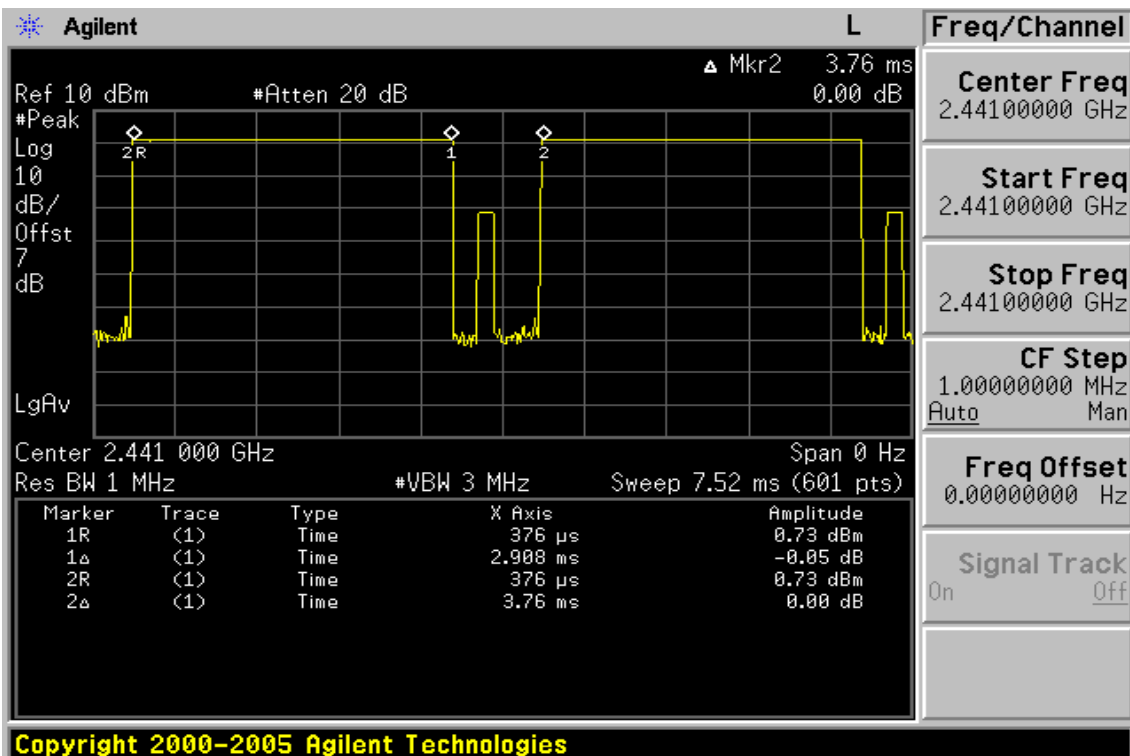 Agilent L
Freq/Channel
Δ Mkr2 3.76 ms
Ref 10 dBm #Atten 20 dB 0.00 dB
#Peak
Log
10
dB/
Offst
7
dB
LgAv
2R 1 2
Center 2.441 000 GHz Span 0 Hz
Res BW 1 MHz #VBW 3 MHz Sweep 7.52 ms (601 pts)
Marker Trace Type X Axis Amplitude
1R (1) Time 376 µs 0.73 dBm
1Δ (1) Time 2.908 ms -0.05 dB
2R (1) Time 376 µs 0.73 dBm
2Δ (1) Time 3.76 ms 0.00 dB
Center Freq
2.44100000 GHz
Start Freq
2.44100000 GHz
Stop Freq
2.44100000 GHz
CF Step
1.00000000 MHz
Auto Man
Freq Offset
0.00000000 Hz
Signal Track
On Off
Copyright 2000-2005 Agilent Technologies